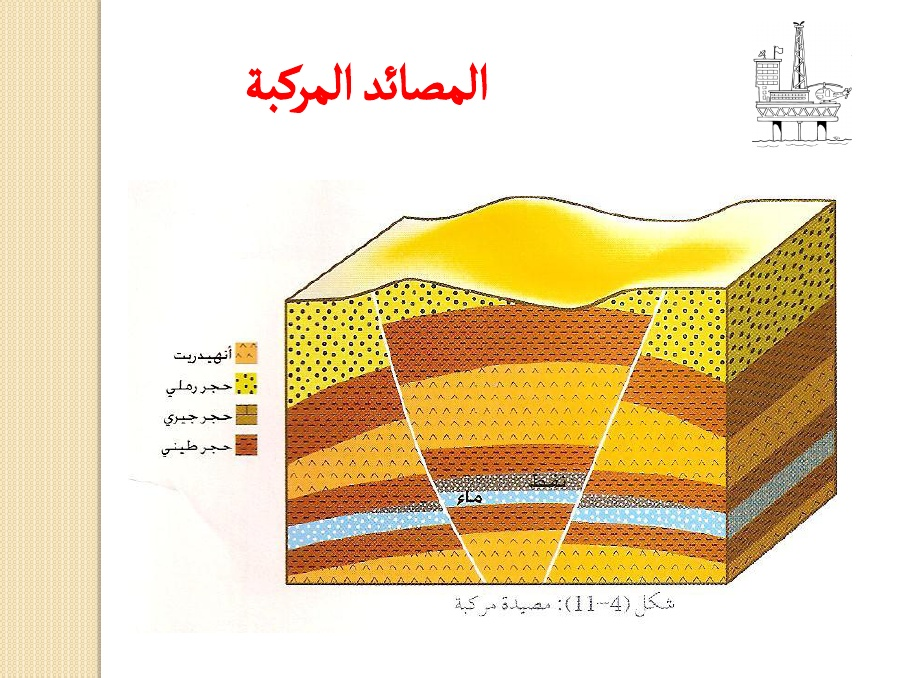 المصائد المركبة
أنهيدريت
حجر رملي
حجر جيري
حجر طيني
نفط
ماء
شكل (4-11): مصيدة مركبة